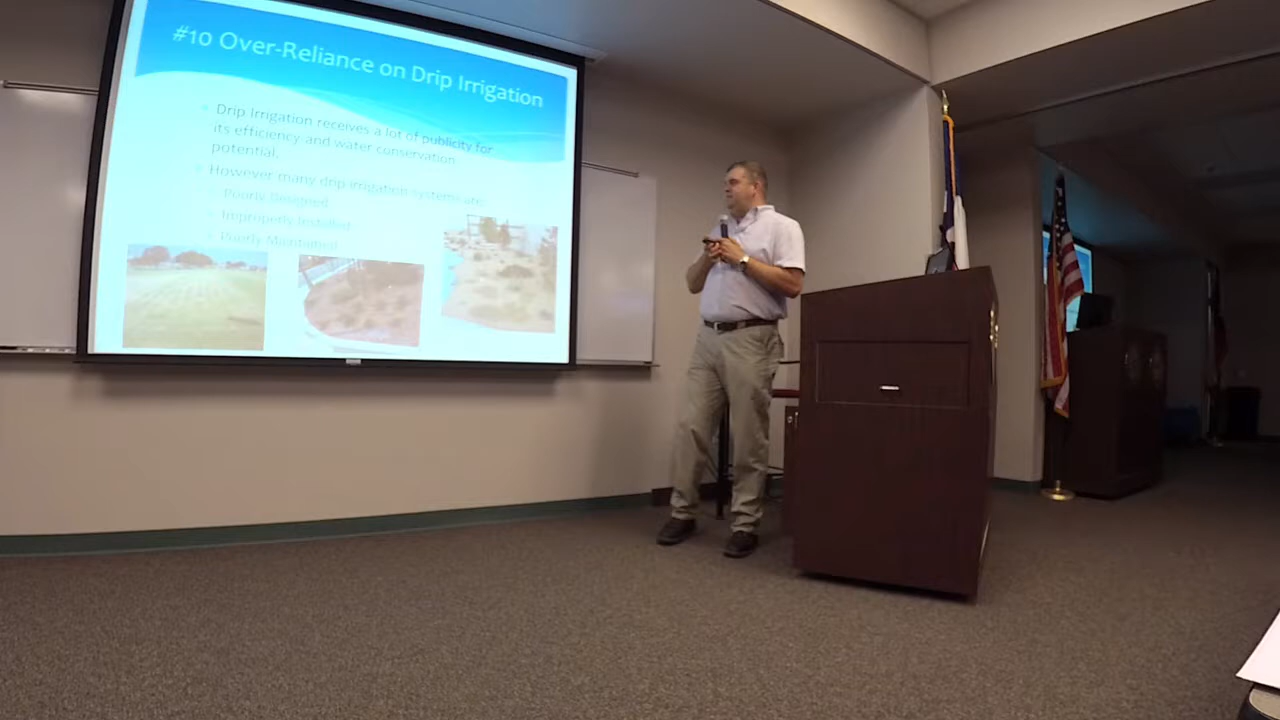 #10 Over-Reliance on Drip Irrigation
Drip Irrigation receives a lot of publicity for
its efficiency and water conservation
potential.
However many drip irrigation systems are:
Poorly Designed
Improperly Installed
Poorly Maintained